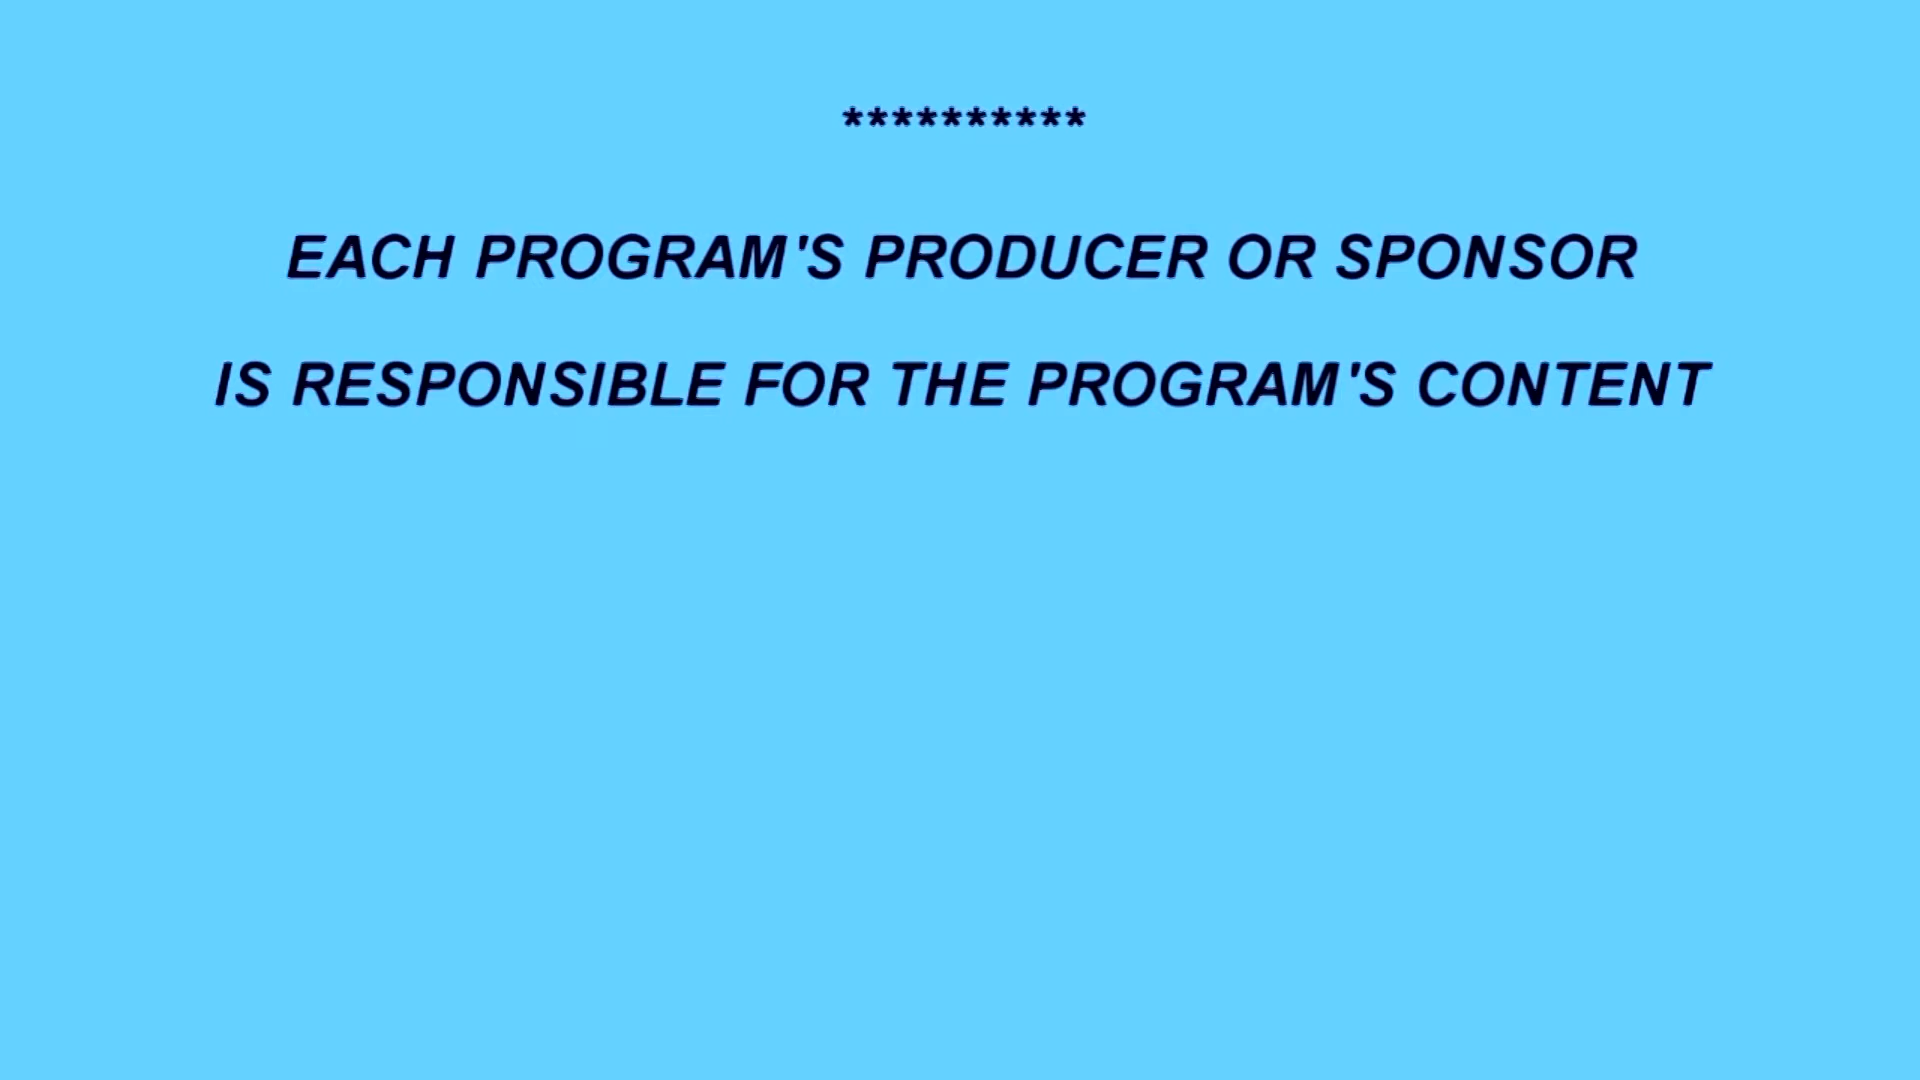 **********
EACH PROGRAM'S PRODUCER OR SPONSOR
IS RESPONSIBLE FOR THE PROGRAM'S CONTENT